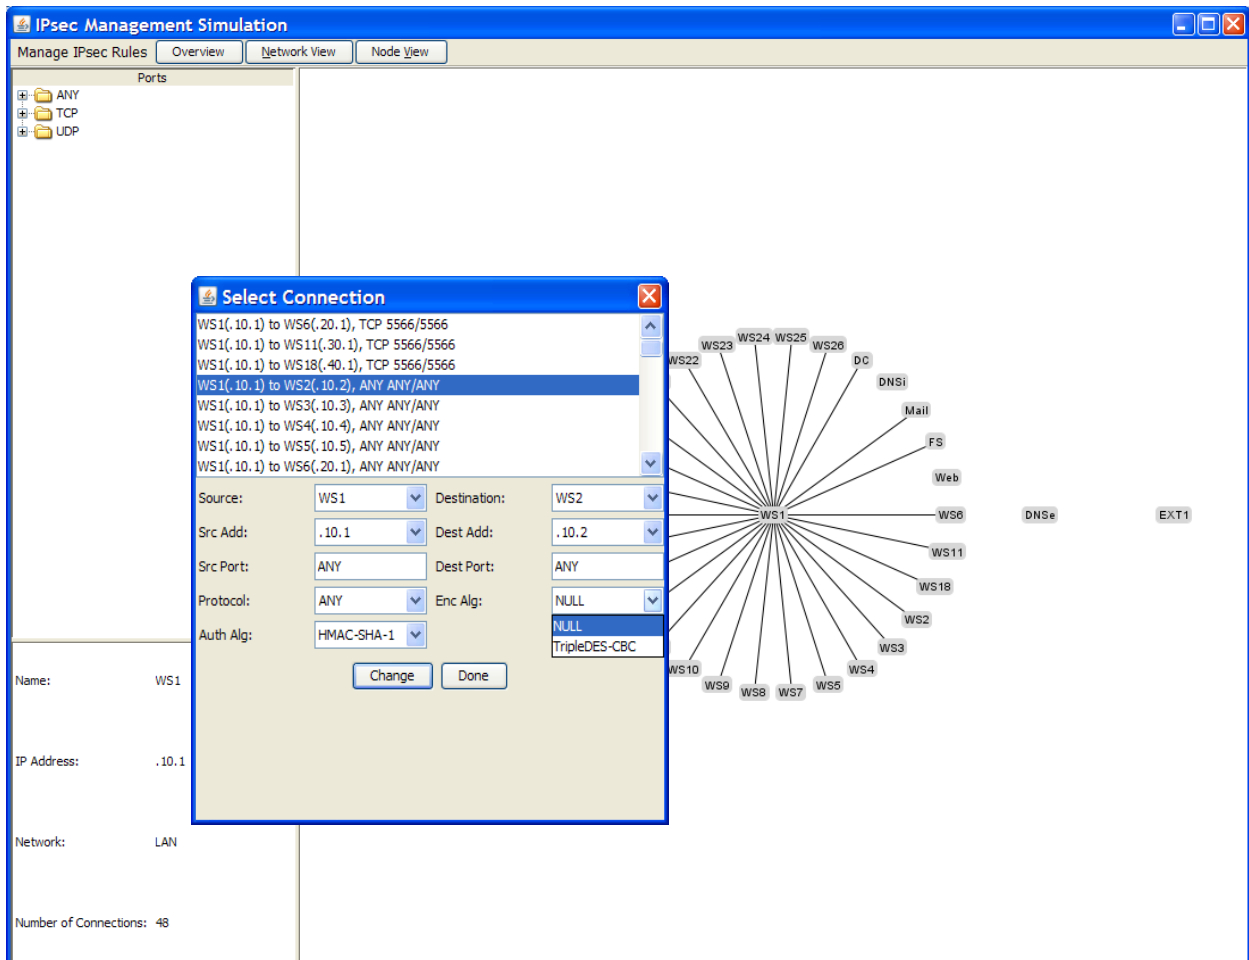 IPsec Management Simulation
Manage IPsec Rules Overview Network View Node View
Ports
ANY
TCP
UDP
Select Connection
WS1(.10.1) to WS6(.20.1), TCP 5566/5566
WS1(.10.1) to WS11(.30.1), TCP 5566/5566
WS1(.10.1) to WS18(.40.1), TCP 5566/5566
WS1(.10.1) to WS2(.10.2), ANY ANY/ANY
WS1(.10.1) to WS3(.10.3), ANY ANY/ANY
WS1(.10.1) to WS4(.10.4), ANY ANY/ANY
WS1(.10.1) to WS5(.10.5), ANY ANY/ANY
WS1(.10.1) to WS6(.20.1), ANY ANY/ANY
Source: WS1 Destination: WS2
Src Add: .10.1 Dest Add: .10.2
Src Port: ANY Dest Port: ANY
Protocol: ANY Enc Alg: NULL
NULL
Auth Alg: HMAC-SHA-1
TripleDES-CBC
Change Done
Name: WS1
IP Address: .10.1
Network: LAN
Number of Connections: 48
WS22
WS23
WS24
WS25
WS26
DC
DNSi
Mail
FS
Web
WS1
WS6
DNSe
EXT1
WS11
WS18
WS2
WS3
WS4
WS5
WS7
WS8
WS9
WS10